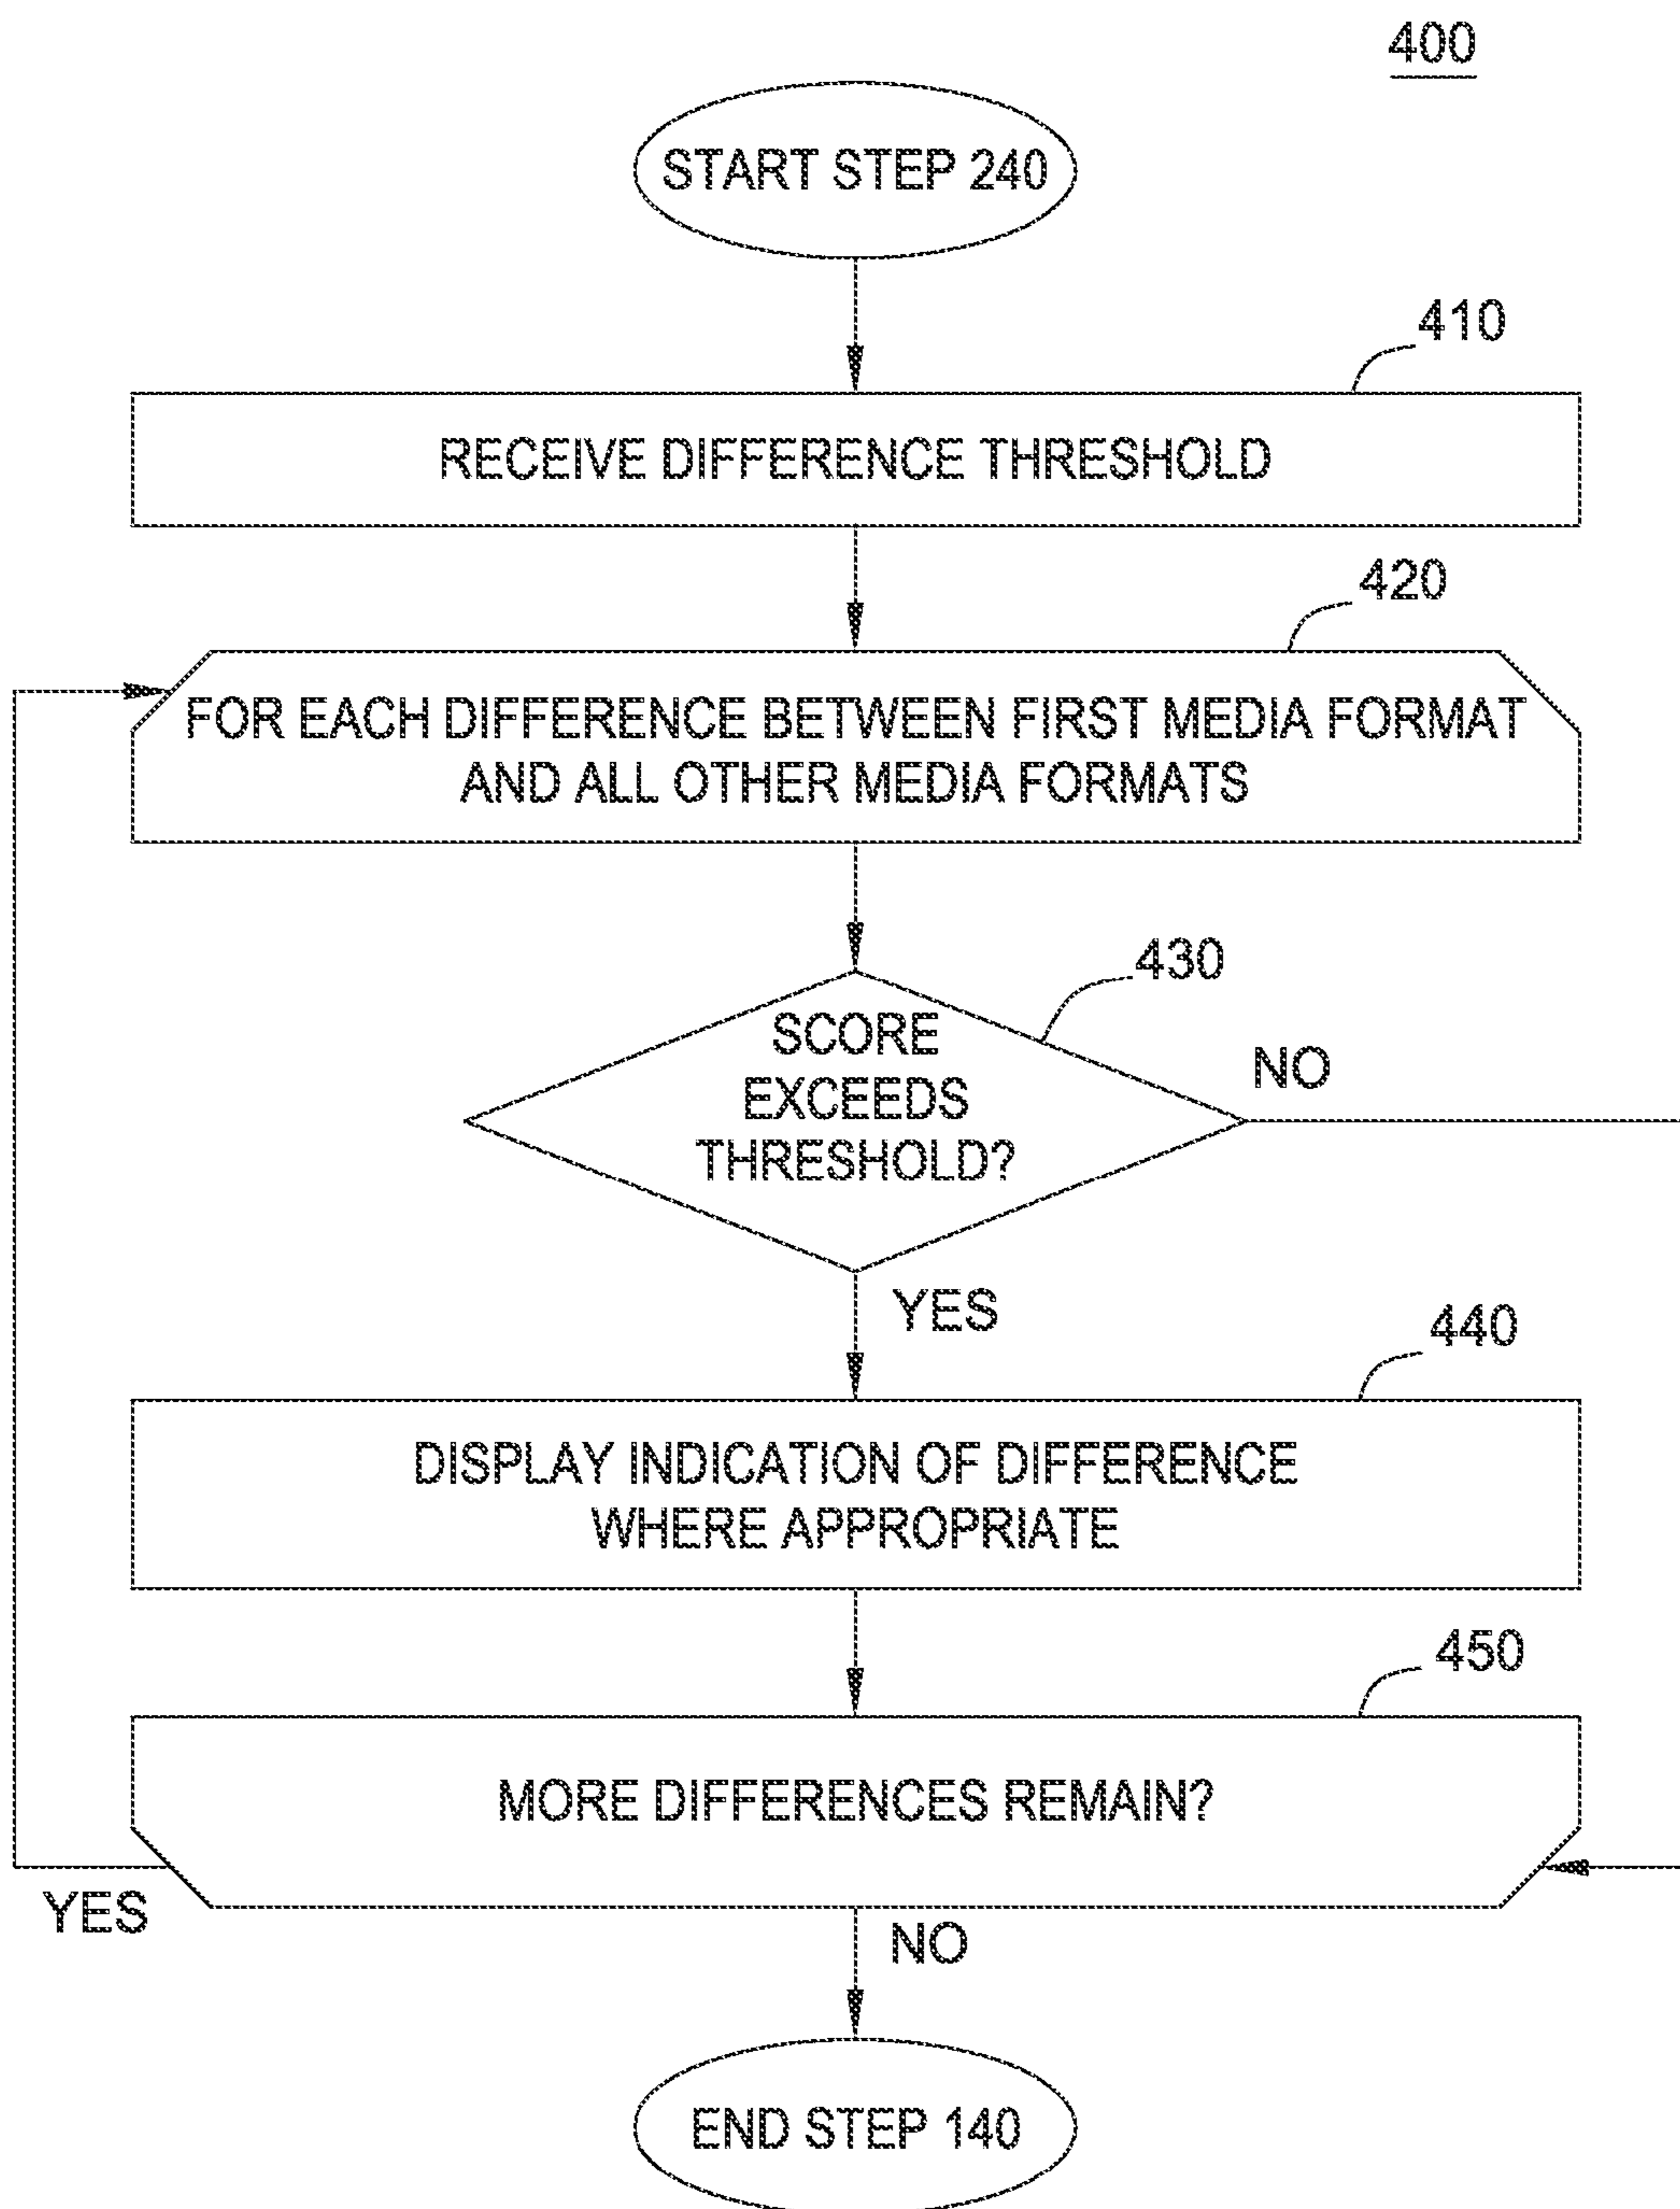 400
START STEP 240
410
RECEIVE DIFFERENCE THRESHOLD
420
FOR EACH DIFFERENCE BETWEEN FIRST MEDIA FORMAT
AND ALL OTHER MEDIA FORMATS
430
SCORE
EXCEEDS
THRESHOLD?
NO
YES
440
DISPLAY INDICATION OF DIFFERENCE
WHERE APPROPRIATE
450
MORE DIFFERENCES REMAIN?
YES
NO
END STEP 140